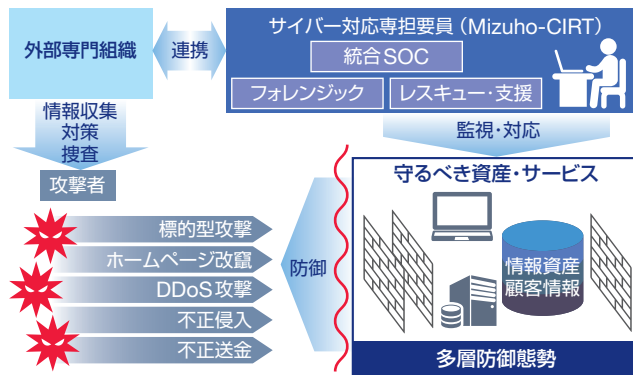 外部専門組織
連携
サイバー対応専担要員（Mizuho-CIRT）
統合SOC
フォレンジック
レスキュー・支援
情報収集
対策
捜査
監視・対応
攻撃者
標的型攻撃
ホームページ改竄
DDoS攻撃
不正侵入
不正送金
防御
守るべき資産・サービス
情報資産
顧客情報
多層防御態勢